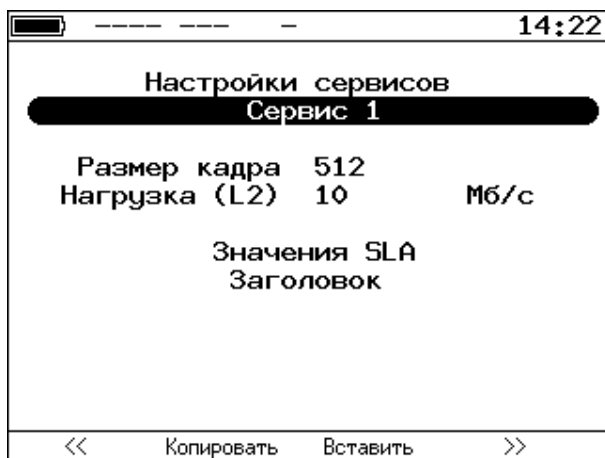 14:22
Настройки сервисов
Сервис 1
Размер кадра 512
Нагрузка (L2) 10 Мб/с
Значения SLA
Заголовок
<< Копировать Вставить >>